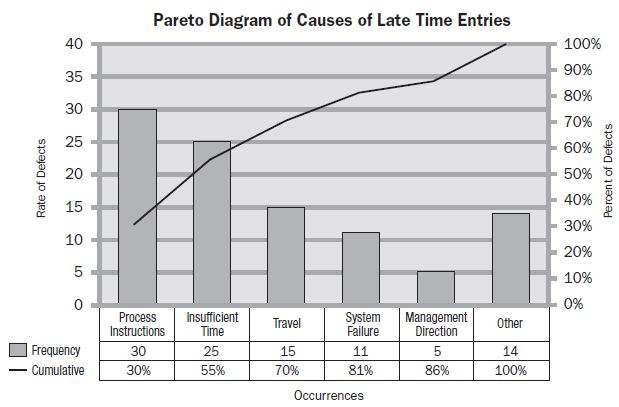 Pareto Diagram of Causes of Late Time Entries
40
35
30
25
20
15
10
5
0
Rate of Defects
100%
90%
80%
70%
60%
50%
40%
30%
20%
10%
0%
Percent of Defects
Process
Instructions
Insufficient
Time
Travel
System
Failure
Management
Direction
Other
Frequency 30 25 15 11 5 14
Cumulative 30% 55% 70% 81% 86% 100%
Occurrences